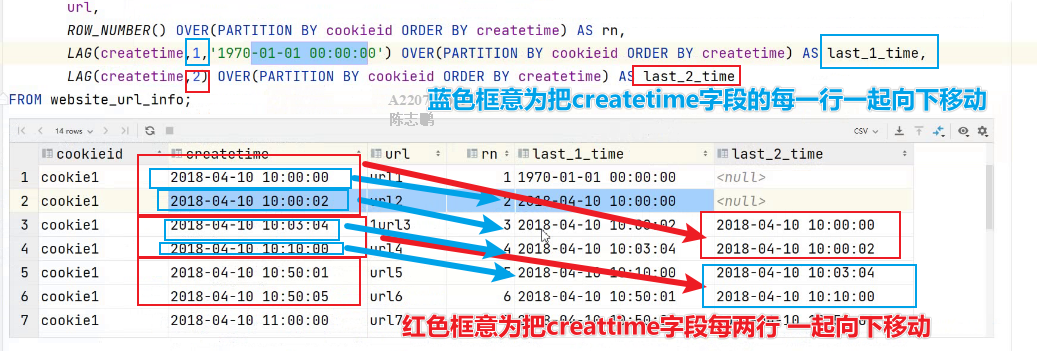 url,
ROW_NUMBER() OVER(PARTITION BY cookieid ORDER BY createtime) AS rn,
LAG(createtime,1,'1970-01-01 00:00:00') OVER(PARTITION BY cookieid ORDER BY createtime) AS last_1_time,
LAG(createtime,2) OVER(PARTITION BY cookieid ORDER BY createtime) AS last_2_time
FROM website_url_info;
A2207
陈志鹏
蓝色框意为把createtime字段的每一行一起向下移动
14 rows CSV
cookieid createtime url rn last_1_time last_2_time
1 cookie1 2018-04-10 10:00:00 url1 1 1970-01-01 00:00:00 <null>
2 cookie1 2018-04-10 10:00:02 url2 2 2018-04-10 10:00:00 <null>
3 cookie1 2018-04-10 10:03:04 1url3 3 2018-04-10 10:00:02 2018-04-10 10:00:00
4 cookie1 2018-04-10 10:10:00 url4 4 2018-04-10 10:03:04 2018-04-10 10:00:02
5 cookie1 2018-04-10 10:50:01 url5 5 2018-04-10 10:10:00 2018-04-10 10:03:04
6 cookie1 2018-04-10 10:50:05 url6 6 2018-04-10 10:50:01 2018-04-10 10:10:00
7 cookie1 2018-04-10 11:00:00 url7
红色框意为把creattime字段每两行 一起向下移动